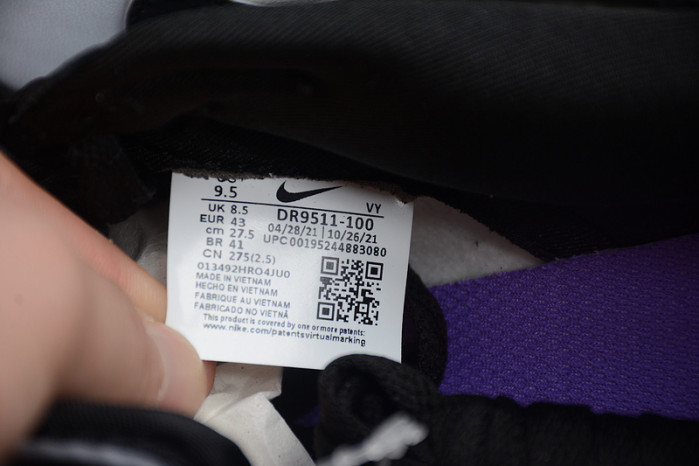 US
9.5
VY
UK 8.5
DR9511-100
EUR 43
04/28/21 | 10/26/21
cm 27.5
UPC00195244883080
BR 41
CN 275(2.5)
013492HRO4JU0
MADE IN VIETNAM
HECHO EN VIETNAM
FABRIQUE AU VIETNAM
FABRICADO NO VIETNÃ
This product is covered by one or more patents:
www.nike.com/patentsvirtualmarking